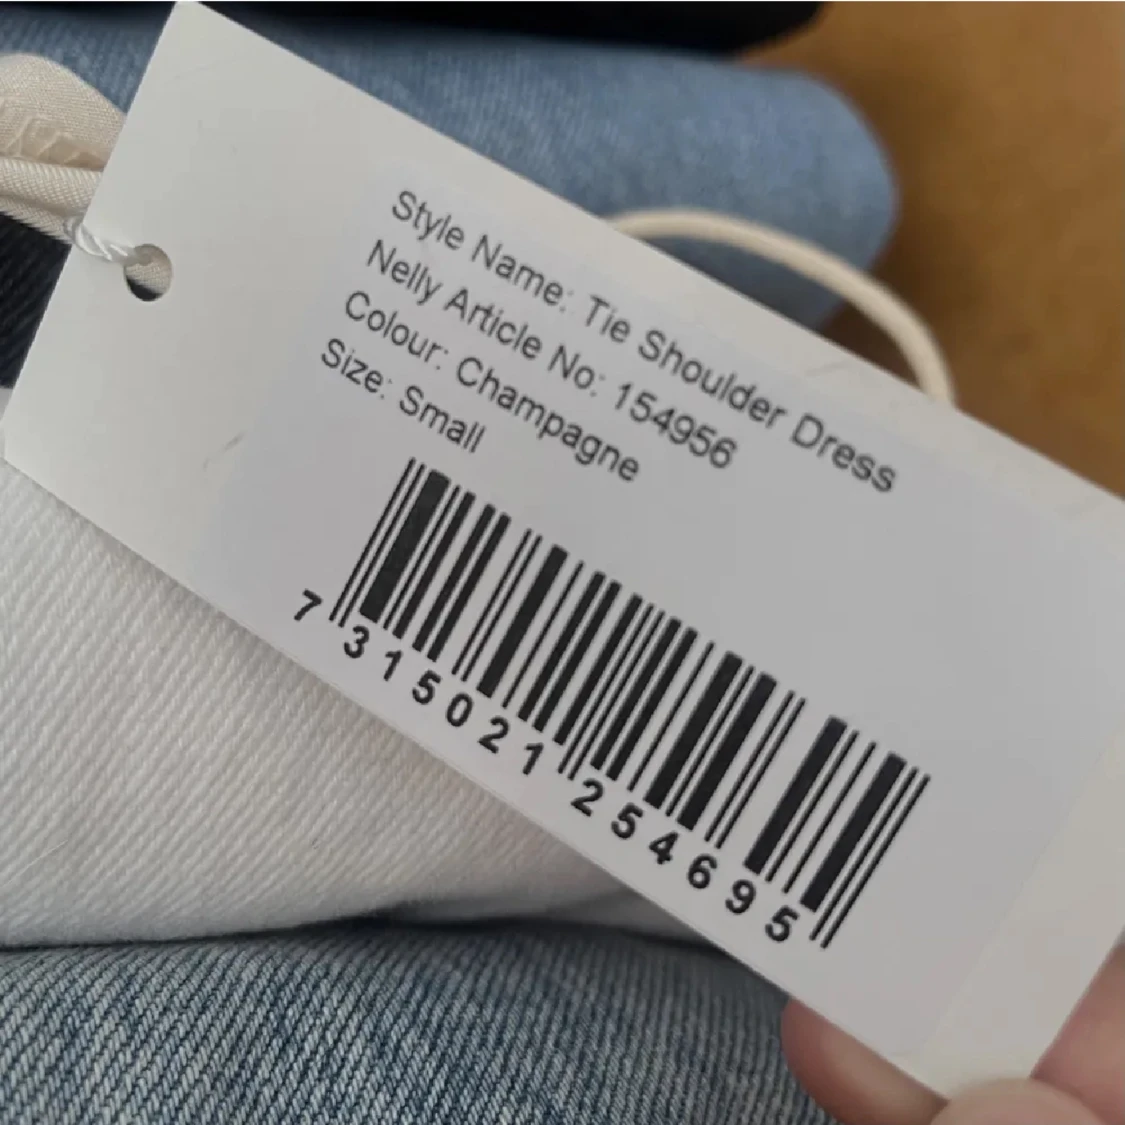 Style Name: Tie Shoulder Dress
Nelly Article No: 154956
Colour: Champagne
Size: Small
7 315021 254695